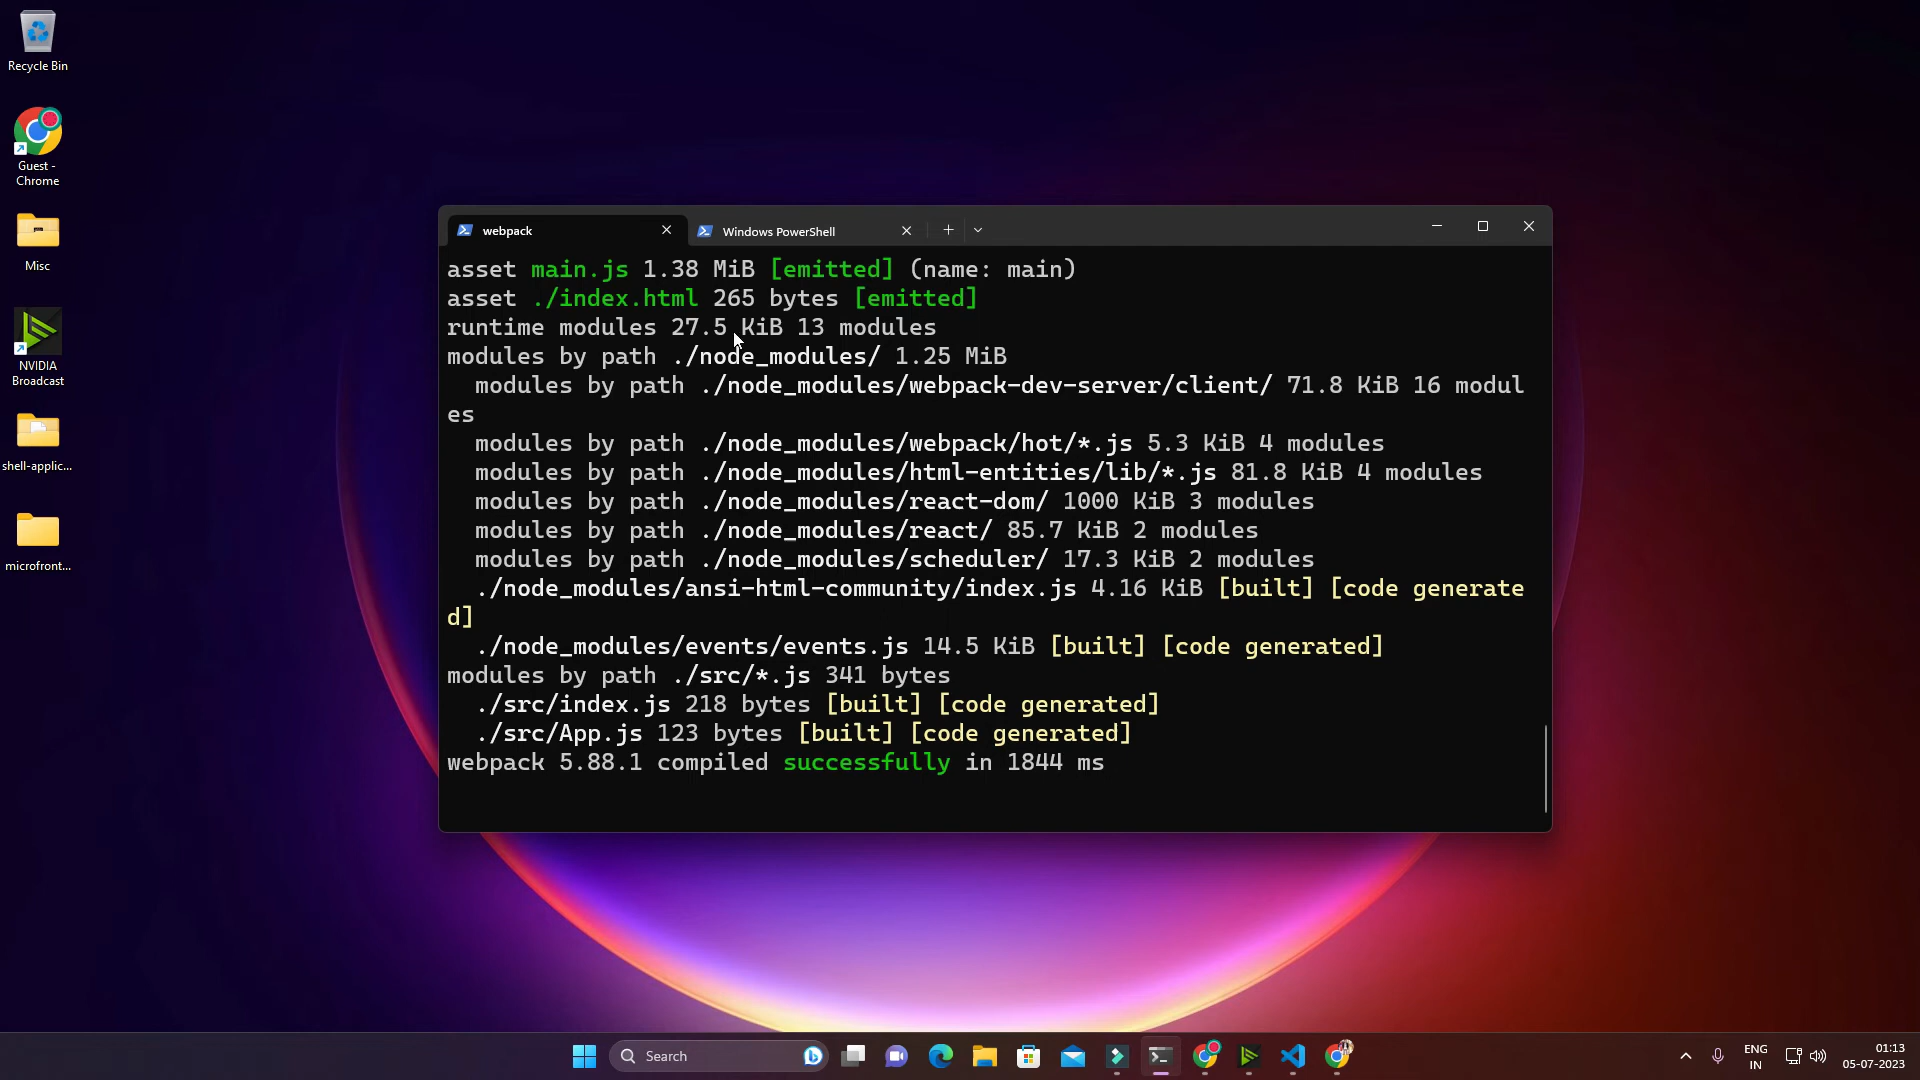 Recycle Bin
Guest -
Chrome
Misc
NVIDIA
Broadcast
shell-applic...
microfront...
webpack
Windows PowerShell
asset main.js 1.38 MiB [emitted] (name: main)
asset ./index.html 265 bytes [emitted]
runtime modules 27.5 KiB 13 modules
modules by path ./node_modules/ 1.25 MiB
modules by path ./node_modules/webpack-dev-server/client/ 71.8 KiB 16 modul
es
modules by path ./node_modules/webpack/hot/*.js 5.3 KiB 4 modules
modules by path ./node_modules/html-entities/lib/*.js 81.8 KiB 4 modules
modules by path ./node_modules/react-dom/ 1000 KiB 3 modules
modules by path ./node_modules/react/ 85.7 KiB 2 modules
modules by path ./node_modules/scheduler/ 17.3 KiB 2 modules
./node_modules/ansi-html-community/index.js 4.16 KiB [built] [code generate
d]
./node_modules/events/events.js 14.5 KiB [built] [code generated]
modules by path ./src/*.js 341 bytes
./src/index.js 218 bytes [built] [code generated]
./src/App.js 123 bytes [built] [code generated]
webpack 5.88.1 compiled successfully in 1844 ms
Search
ENG
IN
01:13
05-07-2023